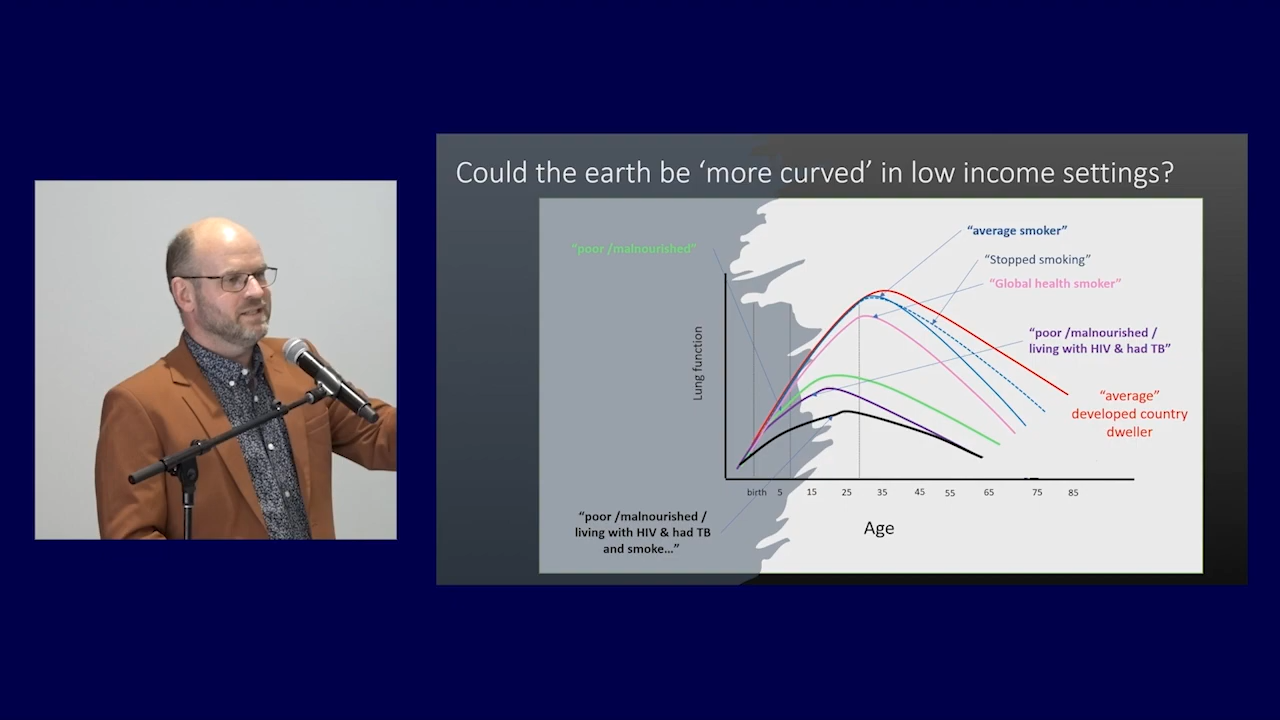 Could the earth be ‘more curved’ in low income settings?
“poor /malnourished”
“average smoker”
“Stopped smoking”
“Global health smoker”
“poor /malnourished /
living with HIV & had TB”
“average”
developed country
dweller
Lung function
birth 5 15 25 35 45 55 65 75 85
Age
“poor /malnourished /
living with HIV & had TB
and smoke...”